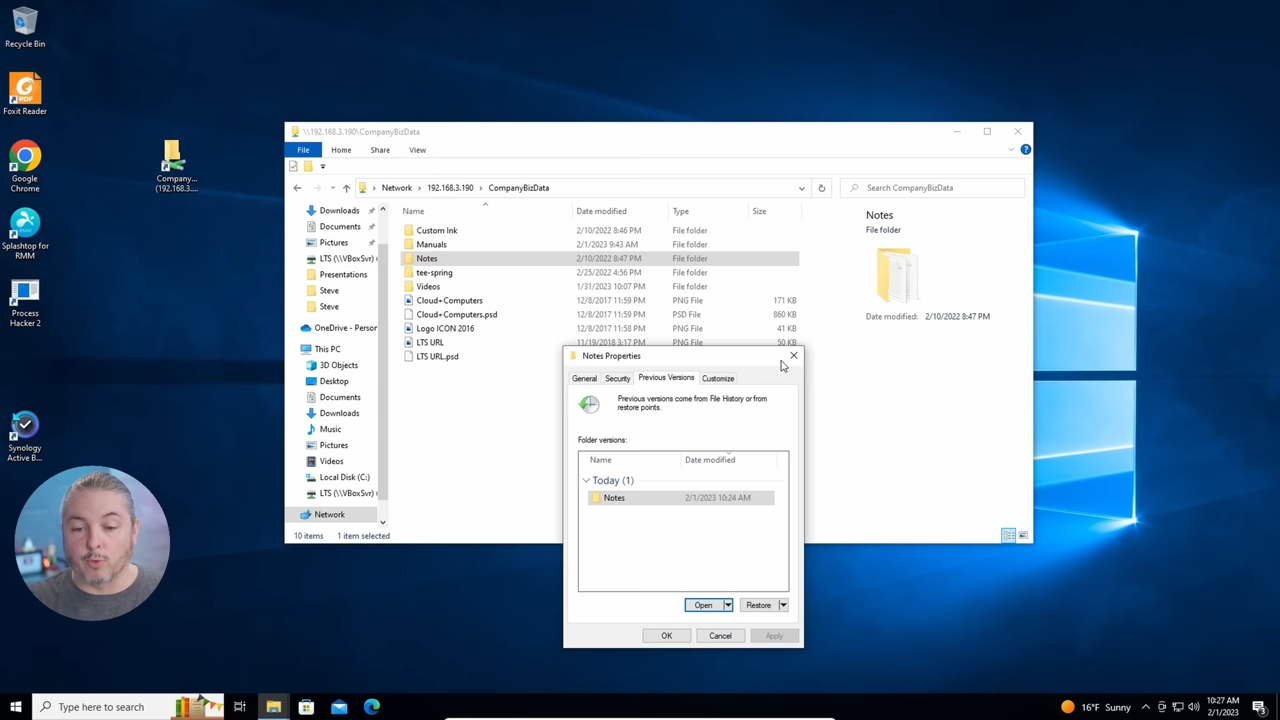 Recycle Bin
Foxit Reader
Google
Chrome
Splashtop for
RMM
Process
Hacker 2
Synology
Active B...
Company...
(192.168.3....
\\192.168.3.190\CompanyBizData
File
Home
Share
View
Network
192.168.3.190
CompanyBizData
Search CompanyBizData
Downloads
Documents
Pictures
LTS (\\VBoxSvr)
Presentations
Steve
Steve
OneDrive - Person
This PC
3D Objects
Desktop
Documents
Downloads
Music
Pictures
Videos
Local Disk (C:)
LTS (\\VBoxSvr)
Network
Name Date modified Type Size
Custom Ink 2/10/2022 8:46 PM File folder
Manuals 2/1/2023 9:43 AM File folder
Notes 2/10/2022 8:47 PM File folder
tee-spring 2/25/2022 4:56 PM File folder
Videos 1/31/2023 10:07 PM File folder
Cloud+Computers 12/8/2017 11:59 PM PNG File 171 KB
Cloud+Computers.psd 12/8/2017 11:59 PM PSD File 860 KB
Logo ICON 2016 12/8/2017 11:58 PM PNG File 41 KB
LTS URL 11/19/2018 3:17 PM PNG File 50 KB
LTS URL.psd
Notes
File folder
Date modified: 2/10/2022 8:47 PM
10 items 1 item selected
Notes Properties
General Security Previous Versions Customize
Previous versions come from File History or from
restore points.
Folder versions:
Name Date modified
Today (1)
Notes 2/1/2023 10:24 AM
Open Restore
OK Cancel Apply
Type here to search
16°F Sunny
10:27 AM
2/1/2023
3